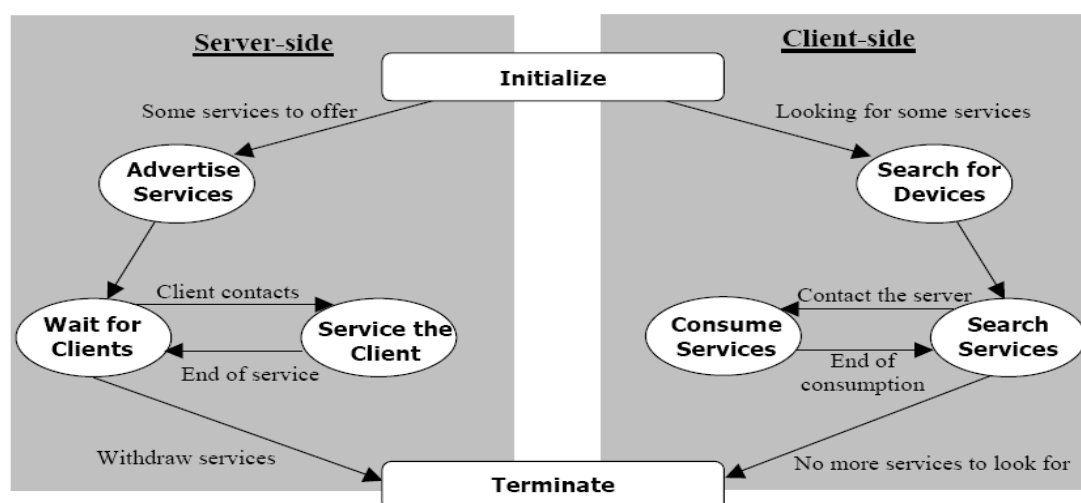 Server-side
Client-side
Initialize
Some services to offer
Looking for some services
Advertise
Services
Search for
Devices
Client contacts
Contact the server
Wait for
Clients
Service the
Client
Consume
Services
Search
Services
End of service
End of
consumption
Withdraw services
No more services to look for
Terminate